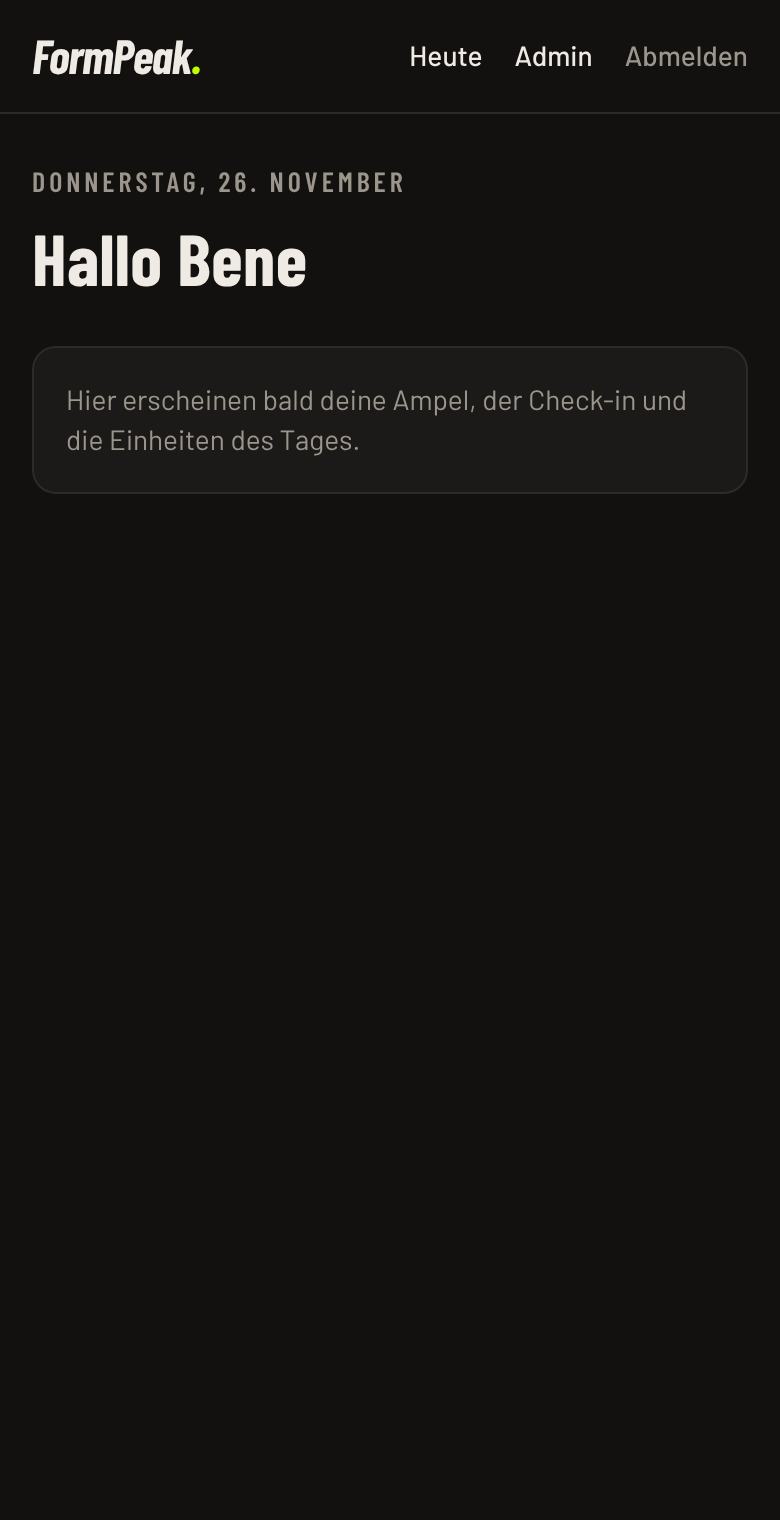 FormPeak.
Heute Admin Abmelden
DONNERSTAG, 26. NOVEMBER
Hallo Bene
Hier erscheinen bald deine Ampel, der Check-in und
die Einheiten des Tages.